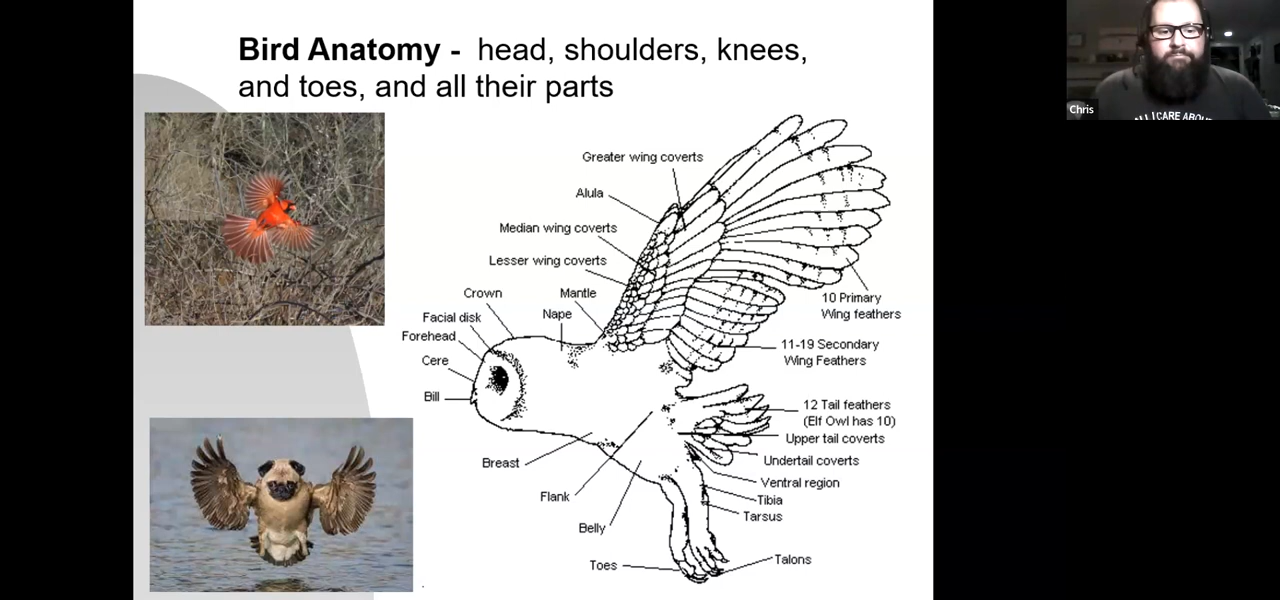 Bird Anatomy - head, shoulders, knees,
and toes, and all their parts
Chris
ALL I CARE ABOUT
Greater wing coverts
Alula
Median wing coverts
Lesser wing coverts
Crown
Mantle
Facial disk
Nape
Forehead
Cere
Bill
10 Primary
Wing feathers
11-19 Secondary
Wing Feathers
12 Tail feathers
(Elf Owl has 10)
Upper tail coverts
Undertail coverts
Ventral region
Tibia
Tarsus
Breast
Flank
Belly
Toes
Talons